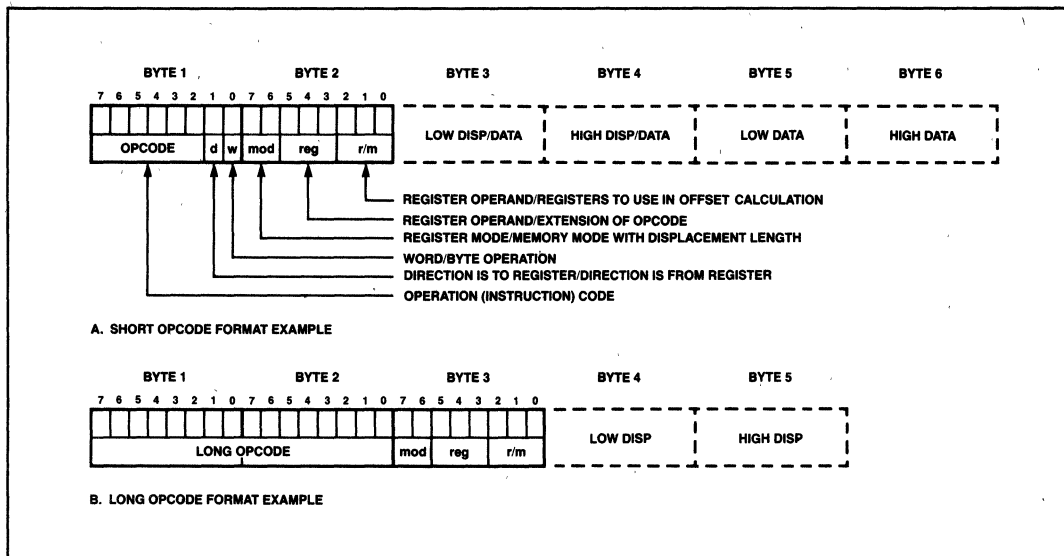 BYTE 1 BYTE 2 BYTE 3 BYTE 4 BYTE 5 BYTE 6
7 6 5 4 3 2 1 0 7 6 5 4 3 2 1 0
OPCODE d w mod reg r/m LOW DISP/DATA HIGH DISP/DATA LOW DATA HIGH DATA
REGISTER OPERAND/REGISTERS TO USE IN OFFSET CALCULATION
REGISTER OPERAND/EXTENSION OF OPCODE
REGISTER MODE/MEMORY MODE WITH DISPLACEMENT LENGTH
WORD/BYTE OPERATION
DIRECTION IS TO REGISTER/DIRECTION IS FROM REGISTER
OPERATION (INSTRUCTION) CODE
A. SHORT OPCODE FORMAT EXAMPLE
BYTE 1 BYTE 2 BYTE 3 BYTE 4 BYTE 5
7 6 5 4 3 2 1 0 7 6 5 4 3 2 1 0 7 6 5 4 3 2 1 0
LONG OPCODE mod reg r/m LOW DISP HIGH DISP
B. LONG OPCODE FORMAT EXAMPLE